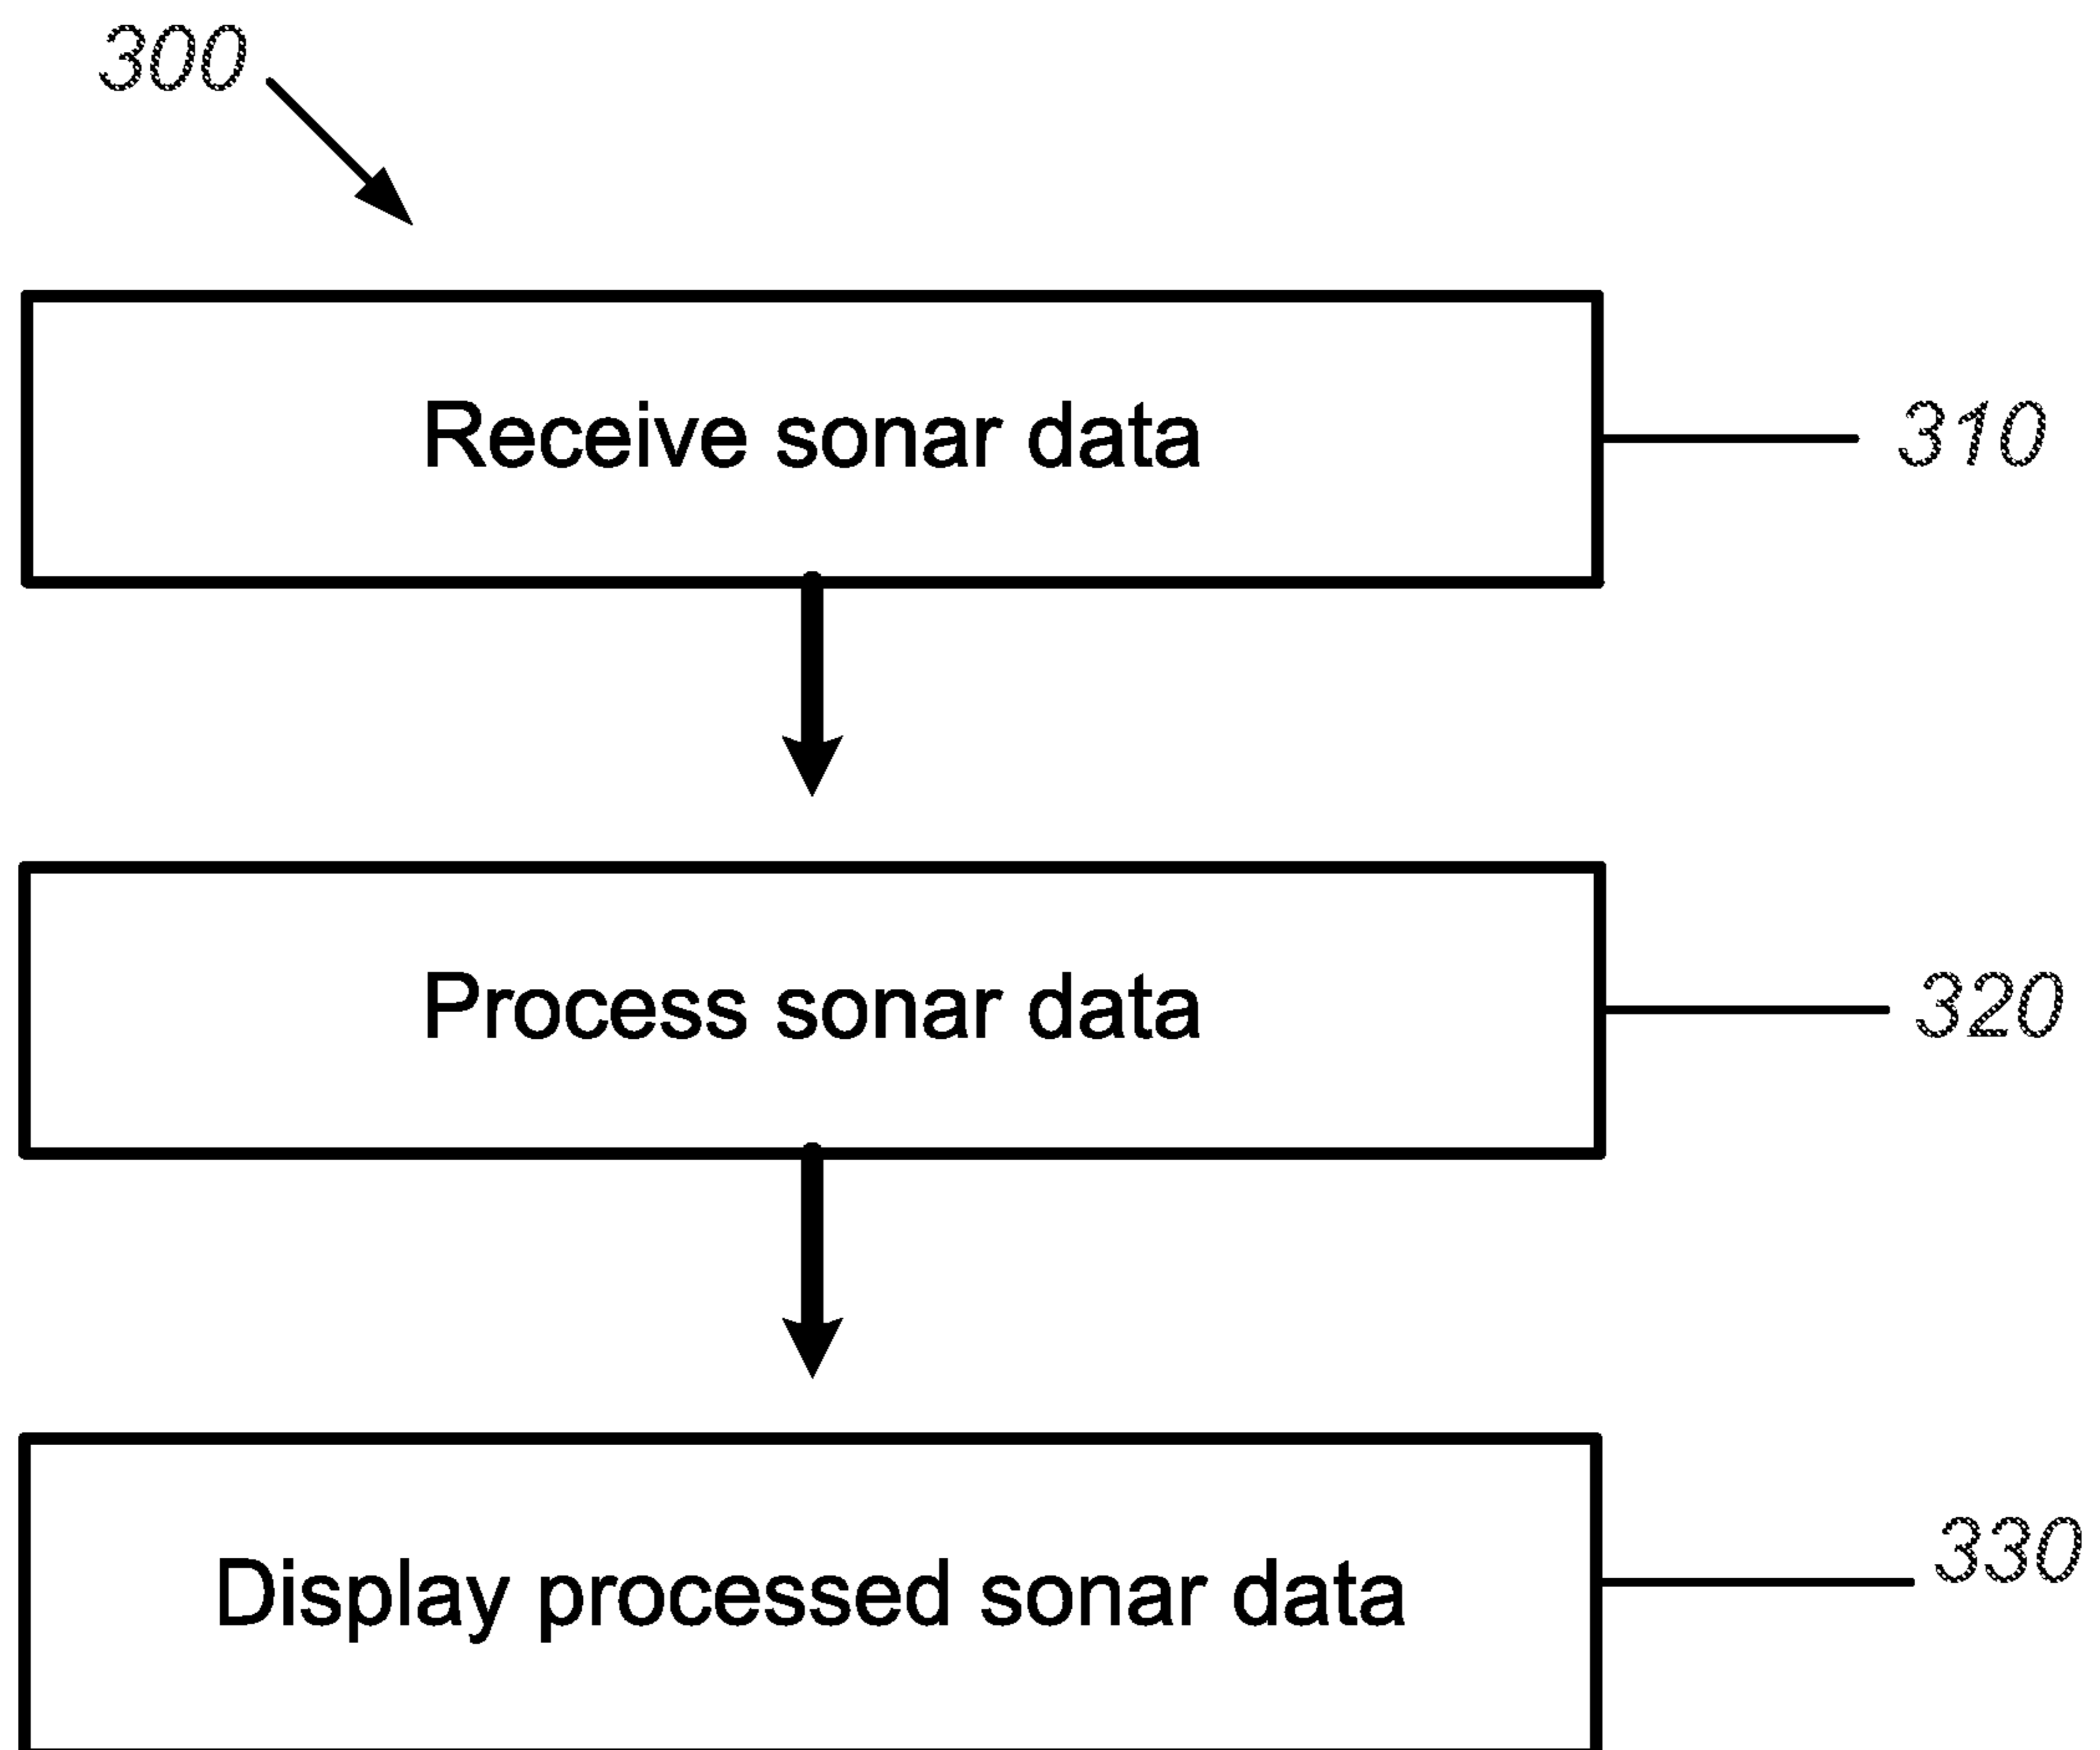 300
Receive sonar data
310
Process sonar data
320
Display processed sonar data
330